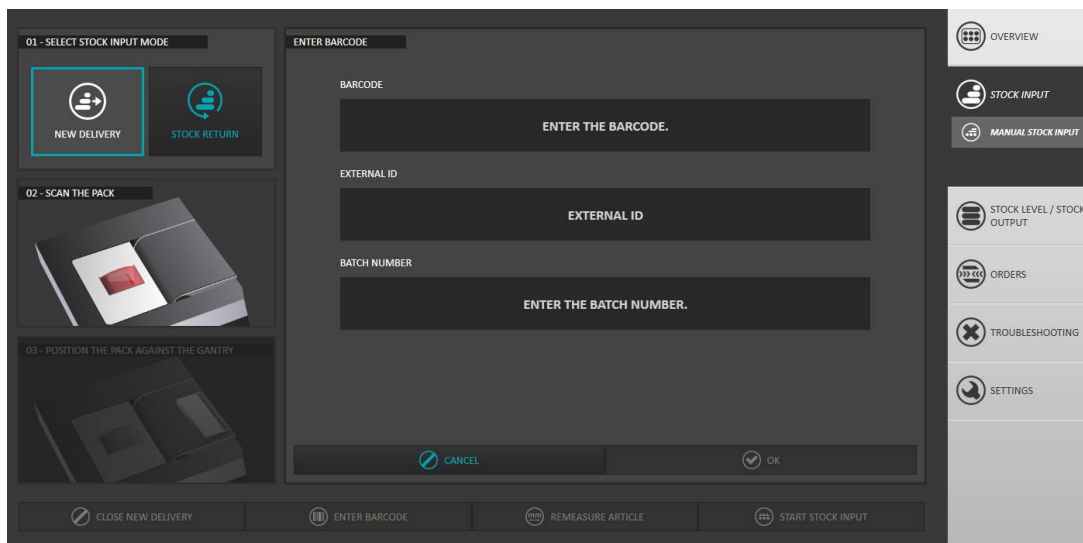 01 - SELECT STOCK INPUT MODE
NEW DELIVERY
STOCK RETURN
02 - SCAN THE PACK
03 - POSITION THE PACK AGAINST THE GANTRY
ENTER BARCODE
BARCODE
ENTER THE BARCODE.
EXTERNAL ID
EXTERNAL ID
BATCH NUMBER
ENTER THE BATCH NUMBER.
CANCEL
OK
CLOSE NEW DELIVERY
ENTER BARCODE
REMEASURE ARTICLE
START STOCK INPUT
OVERVIEW
STOCK INPUT
MANUAL STOCK INPUT
STOCK LEVEL / STOCK
OUTPUT
ORDERS
TROUBLESHOOTING
SETTINGS